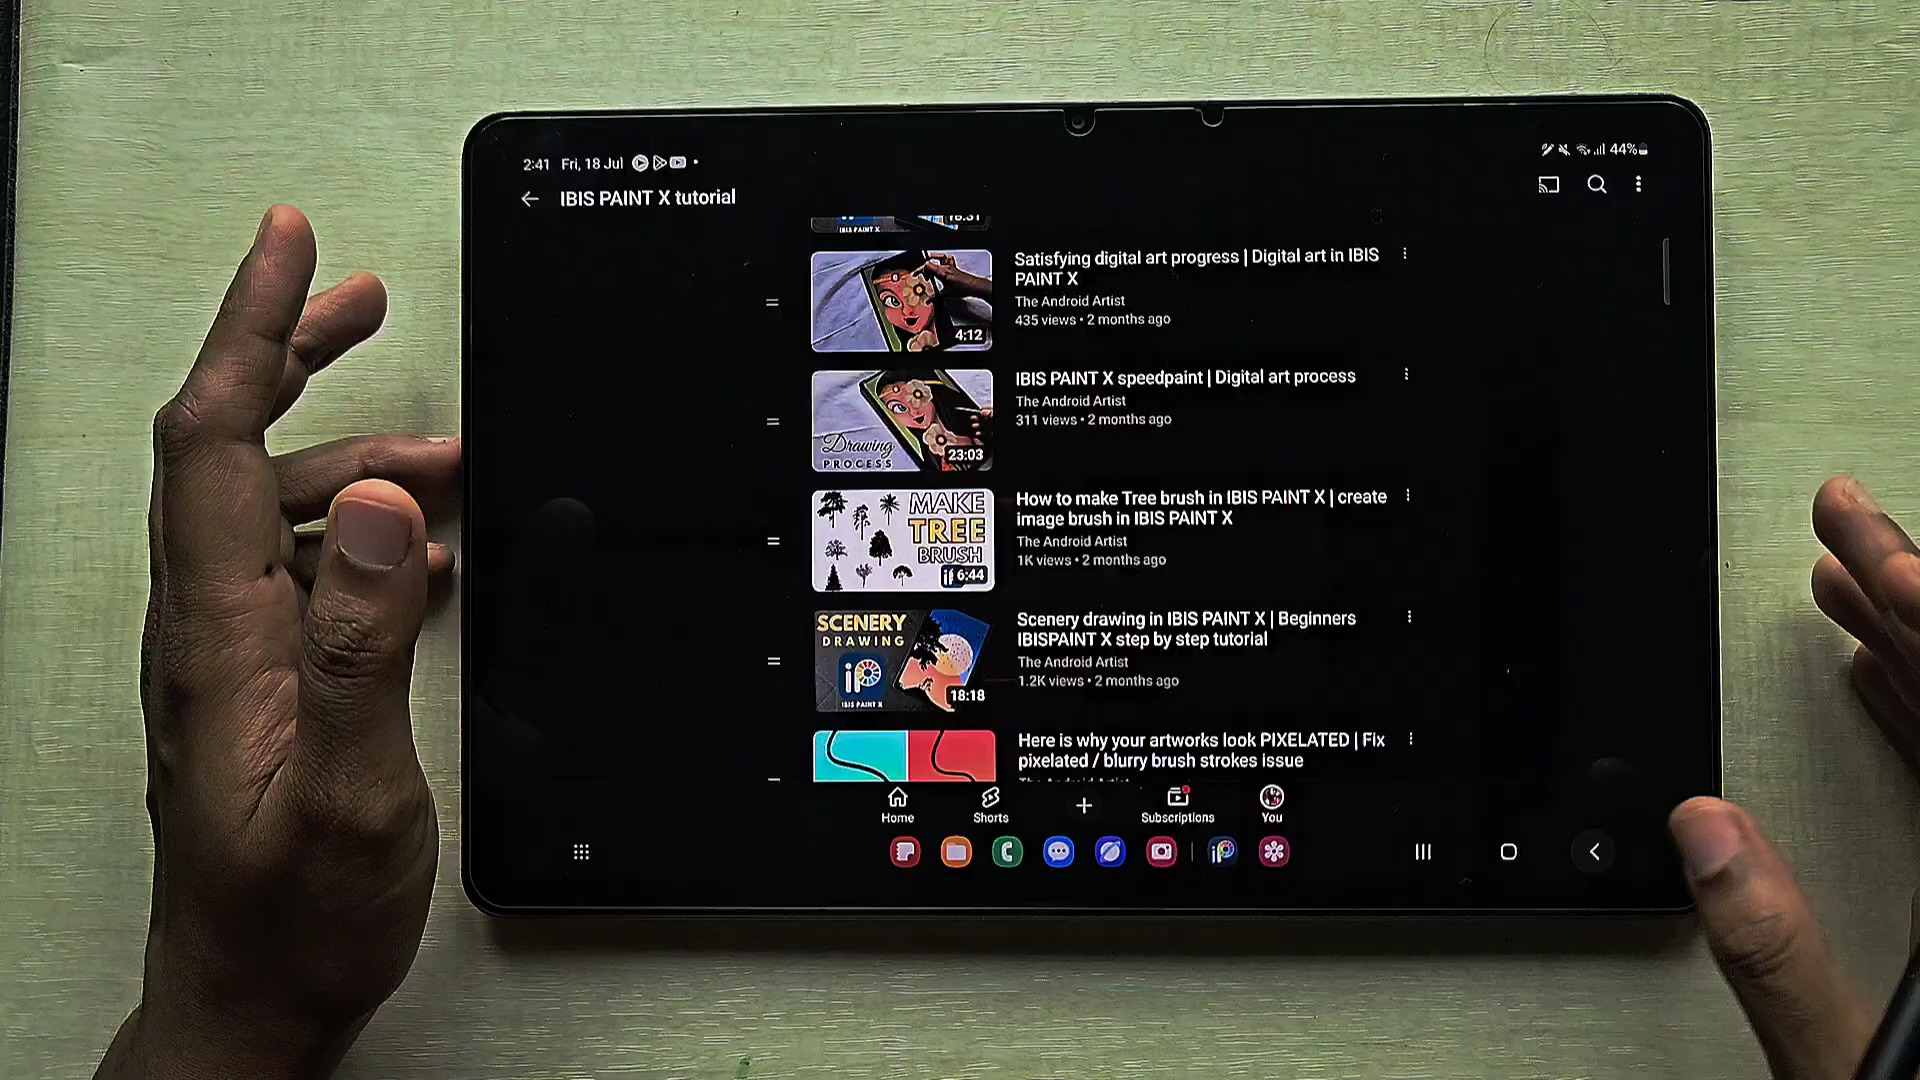 2:41 Fri, 18 Jul
44%
IBIS PAINT X tutorial
IBIS PAINT X
Satisfying digital art progress | Digital art in IBIS
PAINT X
The Android Artist
435 views • 2 months ago
4:12
IBIS PAINT X speedpaint | Digital art process
The Android Artist
311 views • 2 months ago
Drawing
PROCESS
23:03
How to make Tree brush in IBIS PAINT X | create
image brush in IBIS PAINT X
The Android Artist
1K views • 2 months ago
MAKE
TREE
BRUSH
6:44
Scenery drawing in IBIS PAINT X | Beginners
IBISPAINT X step by step tutorial
The Android Artist
1.2K views • 2 months ago
SCENERY
DRAWING
iP
IBIS PAINT X
18:18
Here is why your artworks look PIXELATED | Fix
pixelated / blurry brush strokes issue
Home
Shorts
Subscriptions
You